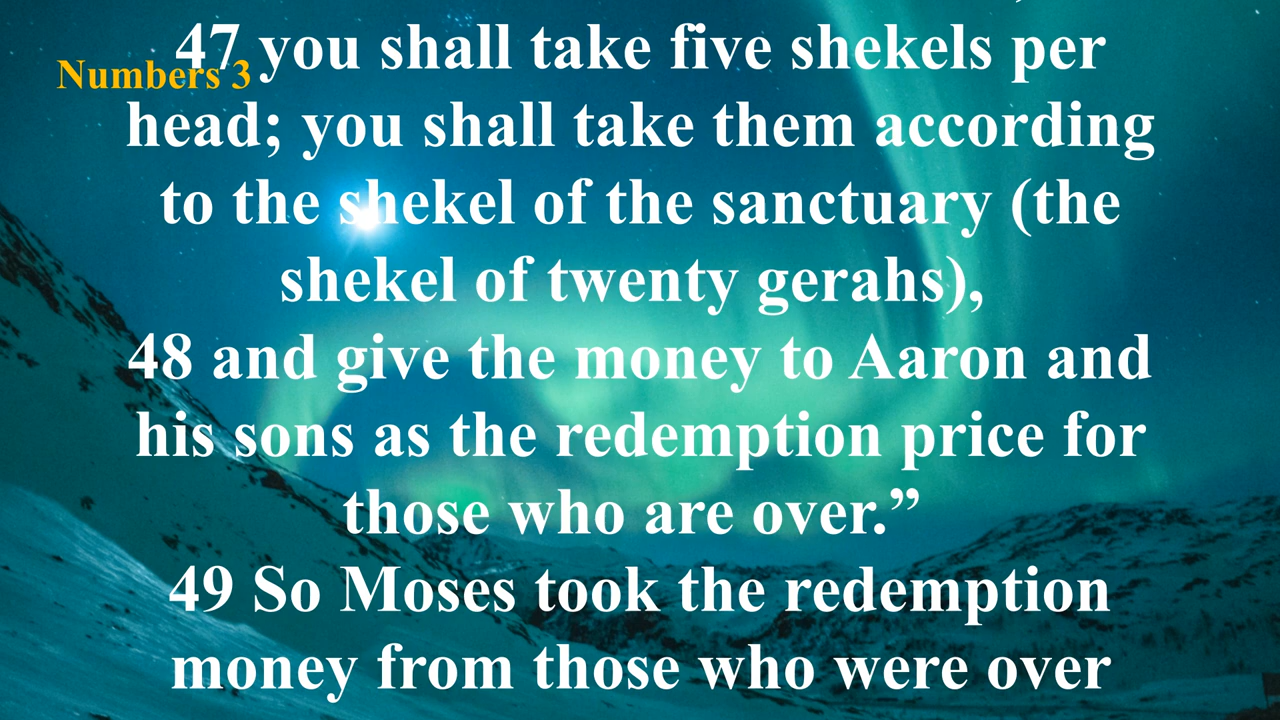 Numbers 3
47 you shall take five shekels per
head; you shall take them according
to the shekel of the sanctuary (the
shekel of twenty gerahs),
48 and give the money to Aaron and
his sons as the redemption price for
those who are over.”
49 So Moses took the redemption
money from those who were over